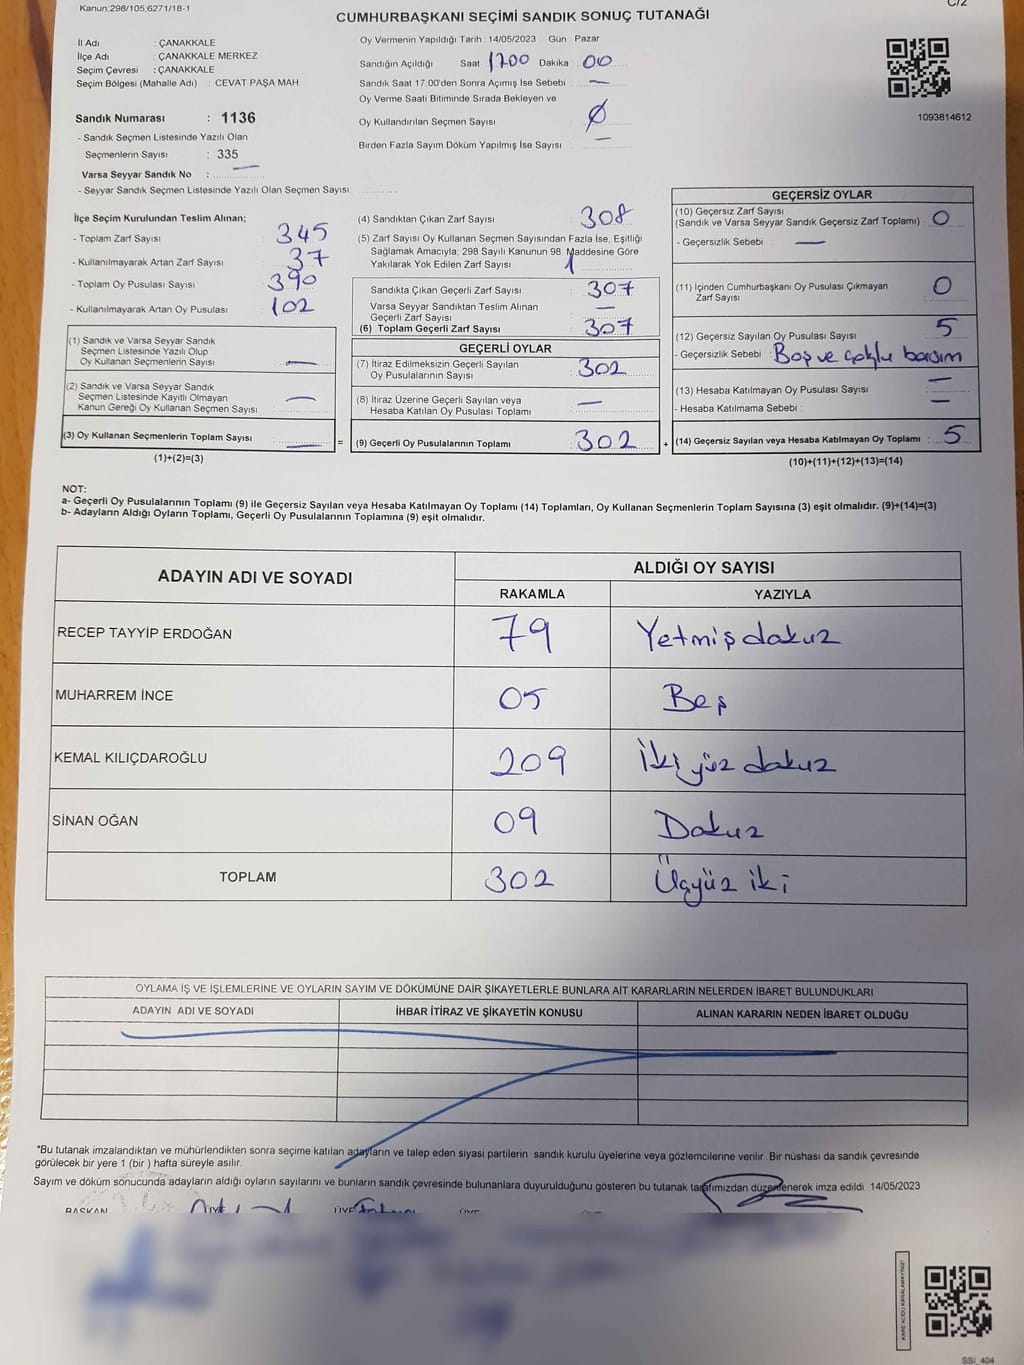 Kanun;298/105,6271/18-1
C/2
CUMHURBAŞKANI SEÇİMİ SANDIK SONUÇ TUTANAĞI
İl Adı : ÇANAKKALE
İlçe Adı : ÇANAKKALE MERKEZ
Seçim Çevresi : ÇANAKKALE
Seçim Bölgesi (Mahalle Adı) : CEVAT PAŞA MAH
Sandık Numarası : 1136
- Sandık Seçmen Listesinde Yazılı Olan
Seçmenlerin Sayısı : 335
Varsa Seyyar Sandık No : —
- Seyyar Sandık Seçmen Listesinde Yazılı Olan Seçmen Sayısı:
Oy Vermenin Yapıldığı Tarih : 14/05/2023 Gün : Pazar
Sandığın Açıldığı Saat 1700 Dakika 00
Sandık Saat 17:00'den Sonra Açımış İse Sebebi : —
Oy Verme Saati Bitiminde Sırada Bekleyen ve
Oy Kullandırılan Seçmen Sayısı : Ø
Birden Fazla Sayım Döküm Yapılmış İse Sayısı : —
1093814612
İlçe Seçim Kurulundan Teslim Alınan;
- Toplam Zarf Sayısı : 345
- Kullanılmayarak Artan Zarf Sayısı : 37
- Toplam Oy Pusulası Sayısı : 390
- Kullanılmayarak Artan Oy Pusulası : 102
(1) Sandık ve Varsa Seyyar Sandık
Seçmen Listesinde Yazılı Olup
Oy Kullanan Seçmenlerin Sayısı : —
(2) Sandık ve Varsa Seyyar Sandık
Seçmen Listesinde Kayıtlı Olmayan
Kanun Gereği Oy Kullanan Seçmen Sayısı : —
(3) Oy Kullanan Seçmenlerin Toplam Sayısı : — =
(1)+(2)=(3)
(4) Sandıktan Çıkan Zarf Sayısı : 308
(5) Zarf Sayısı Oy Kullanan Seçmen Sayısından Fazla İse, Eşitliği
Sağlamak Amacıyla; 298 Sayılı Kanunun 98. Maddesine Göre
Yakılarak Yok Edilen Zarf Sayısı : 1
Sandıkta Çıkan Geçerli Zarf Sayısı : 307
Varsa Seyyar Sandıktan Teslim Alınan
Geçerli Zarf Sayısı : —
(6) Toplam Geçerli Zarf Sayısı : 307
GEÇERLİ OYLAR
(7) İtiraz Edilmeksizin Geçerli Sayılan
Oy Pusulalarının Sayısı : 302
(8) İtiraz Üzerine Geçerli Sayılan veya
Hesaba Katılan Oy Pusulası Toplamı : —
(9) Geçerli Oy Pusulalarının Toplamı : 302 +
GEÇERSİZ OYLAR
(10) Geçersiz Zarf Sayısı
(Sandık ve Varsa Seyyar Sandık Geçersiz Zarf Toplamı) : 0
- Geçersizlik Sebebi : —
(11) İçinden Cumhurbaşkanı Oy Pusulası Çıkmayan
Zarf Sayısı : 0
(12) Geçersiz Sayılan Oy Pusulası Sayısı : 5
- Geçersizlik Sebebi : Boş ve çoklu basım
(13) Hesaba Katılmayan Oy Pusulası Sayısı : —
- Hesaba Katılmama Sebebi : —
(14) Geçersiz Sayılan veya Hesaba Katılmayan Oy Toplamı : 5
(10)+(11)+(12)+(13)=(14)
NOT:
a- Geçerli Oy Pusulalarının Toplamı (9) ile Geçersiz Sayılan veya Hesaba Katılmayan Oy Toplamı (14) Toplamları, Oy Kullanan Seçmenlerin Toplam Sayısına (3) eşit olmalıdır. (9)+(14)=(3)
b- Adayların Aldığı Oyların Toplamı, Geçerli Oy Pusulalarının Toplamına (9) eşit olmalıdır.
ADAYIN ADI VE SOYADI ALDIĞI OY SAYISI
RAKAMLA YAZIYLA
RECEP TAYYİP ERDOĞAN 79 Yetmiş dokuz
MUHARREM İNCE 05 Beş
KEMAL KILIÇDAROĞLU 209 İki yüz dokuz
SİNAN OĞAN 09 Dokuz
TOPLAM 302 Üçyüz iki
OYLAMA İŞ VE İŞLEMLERİNE VE OYLARIN SAYIM VE DÖKÜMÜNE DAİR ŞİKAYETLERLE BUNLARA AİT KARARLARIN NELERDEN İBARET BULUNDUKLARI
ADAYIN ADI VE SOYADI İHBAR İTİRAZ VE ŞİKAYETİN KONUSU ALINAN KARARIN NEDEN İBARET OLDUĞU
*Bu tutanak imzalandıktan ve mühürlendikten sonra seçime katılan adayların ve talep eden siyasi partilerin sandık kurulu üyelerine veya gözlemcilerine verilir. Bir nüshası da sandık çevresinde
görülecek bir yere 1 (bir ) hafta süreyle asılır.
Sayım ve döküm sonucunda adayların aldığı oyların sayılarını ve bunların sandık çevresinde bulunanlara duyurulduğunu gösteren bu tutanak tarafımızdan düzenlenerek imza edildi. 14/05/2023
BAŞKAN ÜYE ÜYE ÜYE
SSİ_404